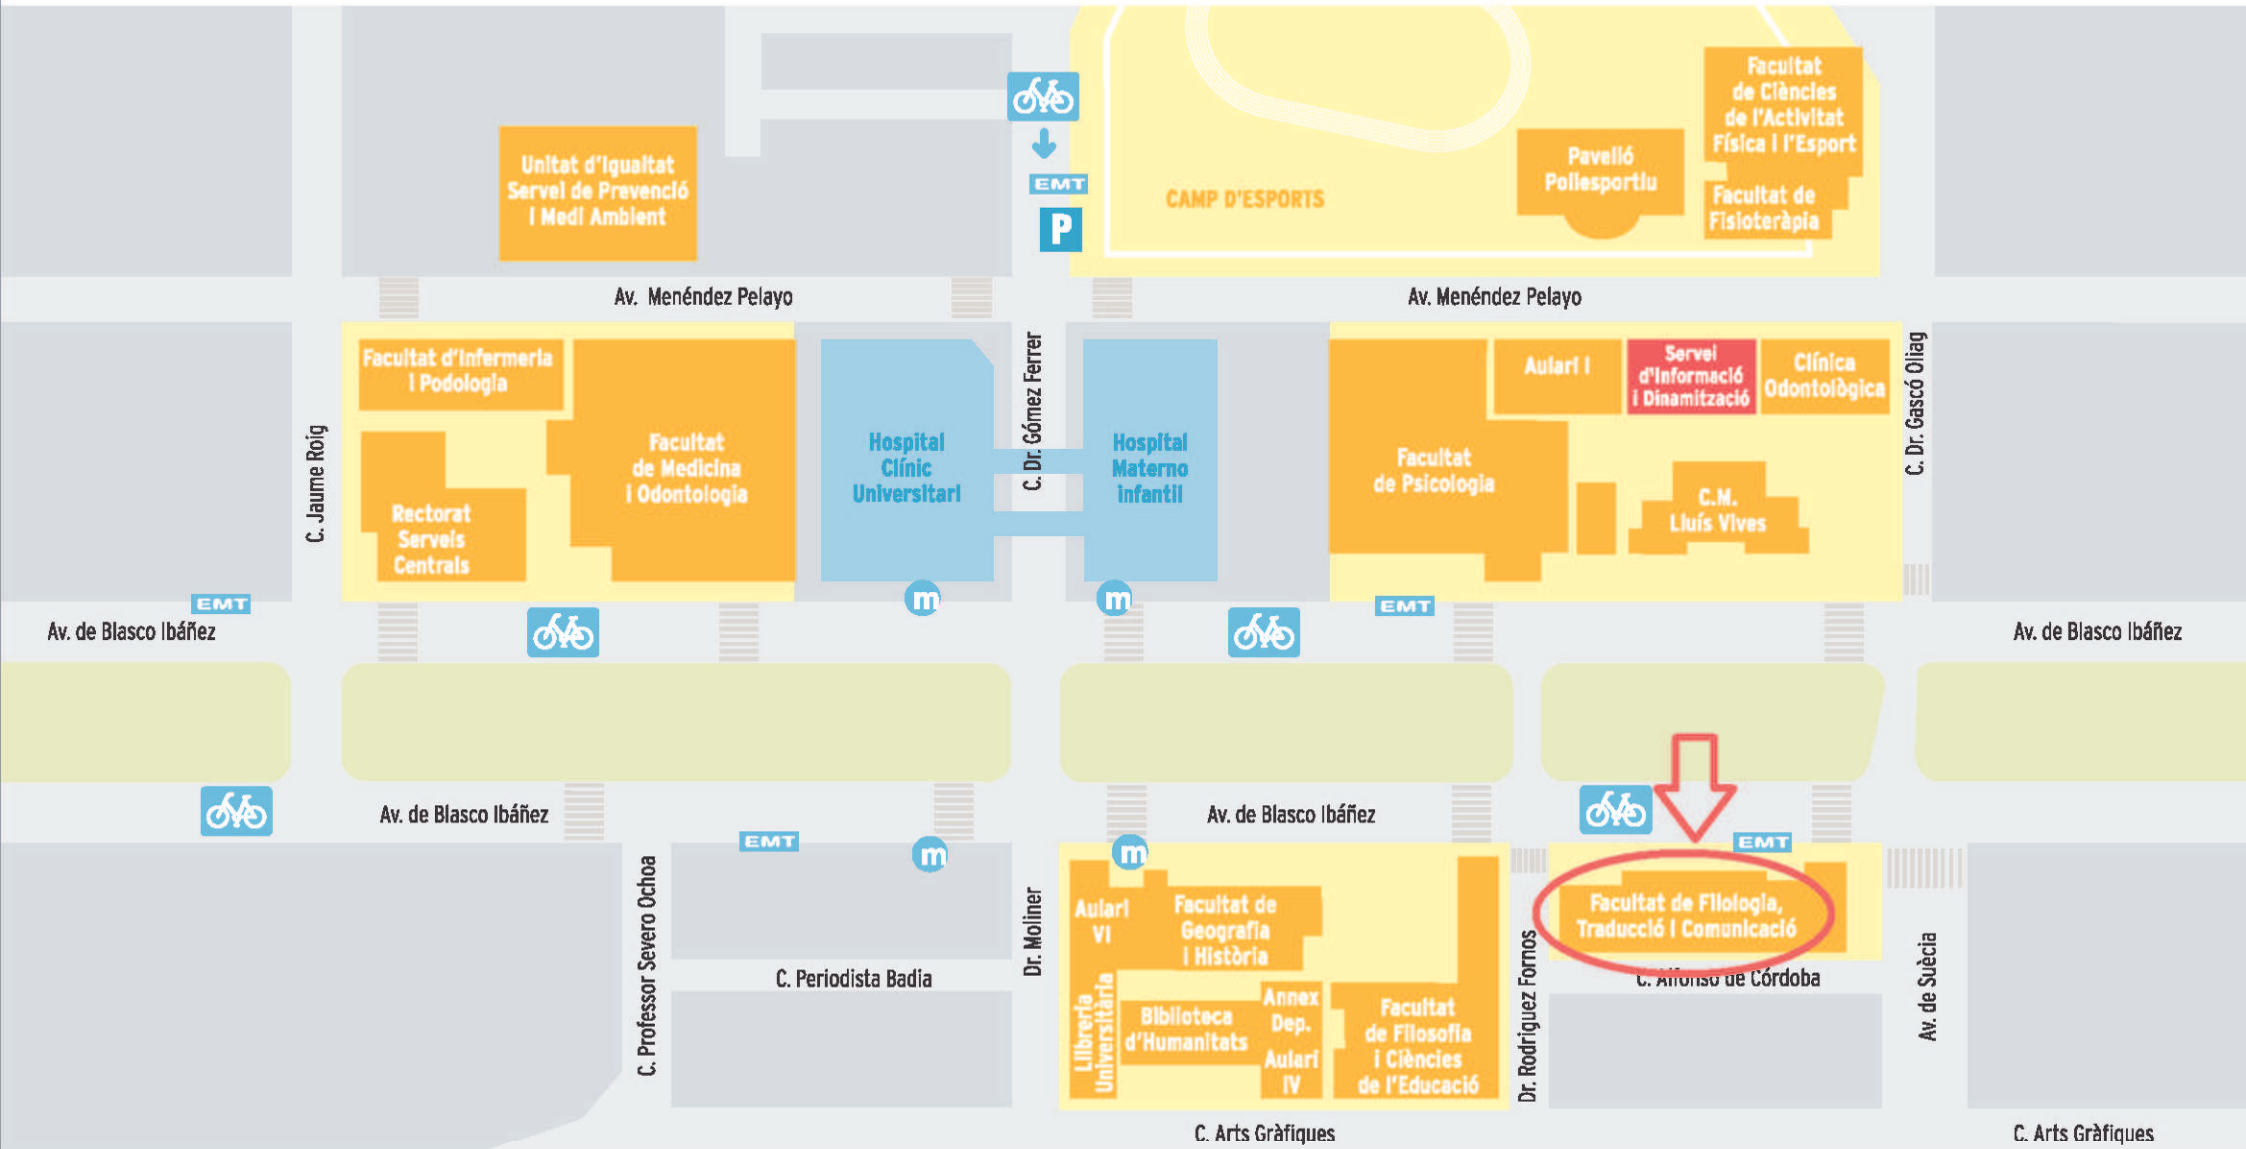 Facultat
de Ciències
de l'Activitat
Física i l'Esport
Unitat d'Igualtat
Servei de Prevenció
i Medi Ambient
EMT
P
CAMP D'ESPORTS
Pavelló
Poliesportiu
Facultat de
Fisioteràpia
Av. Menéndez Pelayo
Av. Menéndez Pelayo
Facultat d'Infermeria
i Podologia
Facultat
de Medicina
i Odontologia
Rectorat
Serveis
Centrals
Hospital
Clínic
Universitari
C. Dr. Gómez Ferrer
Hospital
Materno
infantil
Facultat
de Psicologia
Aulari I
Servei
d'Informació
i Dinamització
Clínica
Odontològica
C.M.
Lluís Vives
C. Jaume Roig
C. Dr. Gascó Oliag
EMT
m
m
EMT
Av. de Blasco Ibáñez
Av. de Blasco Ibáñez
Av. de Blasco Ibáñez
Av. de Blasco Ibáñez
EMT
m
m
EMT
C. Professor Severo Ochoa
C. Periodista Badia
Dr. Moliner
Aulari
VI
Facultat de
Geografia
i Història
Llibreria
Universitària
Biblioteca
d'Humanitats
Annex
Dep.
Aulari
IV
Facultat
de Filosofia
i Ciències
de l'Educació
Dr. Rodriguez Fornos
Facultat de Filologia,
Traducció i Comunicació
C. Alfonso de Córdoba
Av. de Suècia
C. Arts Gràfiques
C. Arts Gràfiques